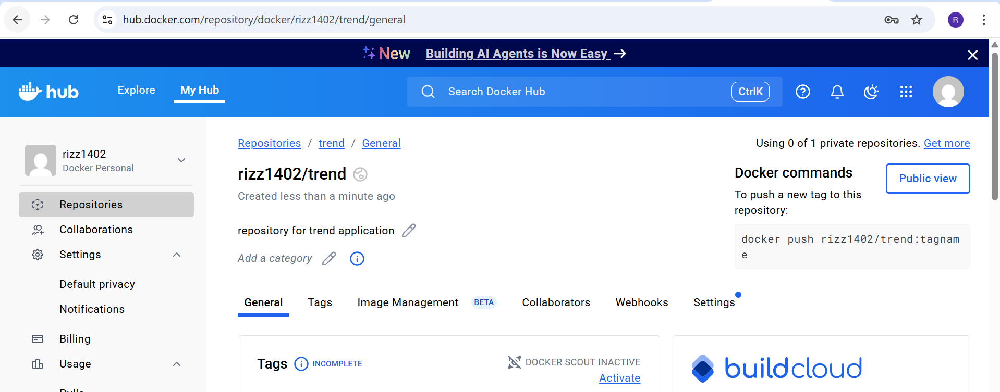 hub.docker.com/repository/docker/rizz1402/trend/general
R
New Building AI Agents is Now Easy →
hub
Explore
My Hub
Search Docker Hub
CtrlK
rizz1402
Docker Personal
Repositories
Collaborations
Settings
Default privacy
Notifications
Billing
Usage
Repositories / trend / General
Using 0 of 1 private repositories. Get more
rizz1402/trend
Created less than a minute ago
repository for trend application
Add a category
Docker commands
Public view
To push a new tag to this
repository:
docker push rizz1402/trend:tagnam
e
General
Tags
Image Management BETA
Collaborators
Webhooks
Settings
Tags
INCOMPLETE
DOCKER SCOUT INACTIVE
Activate
buildcloud